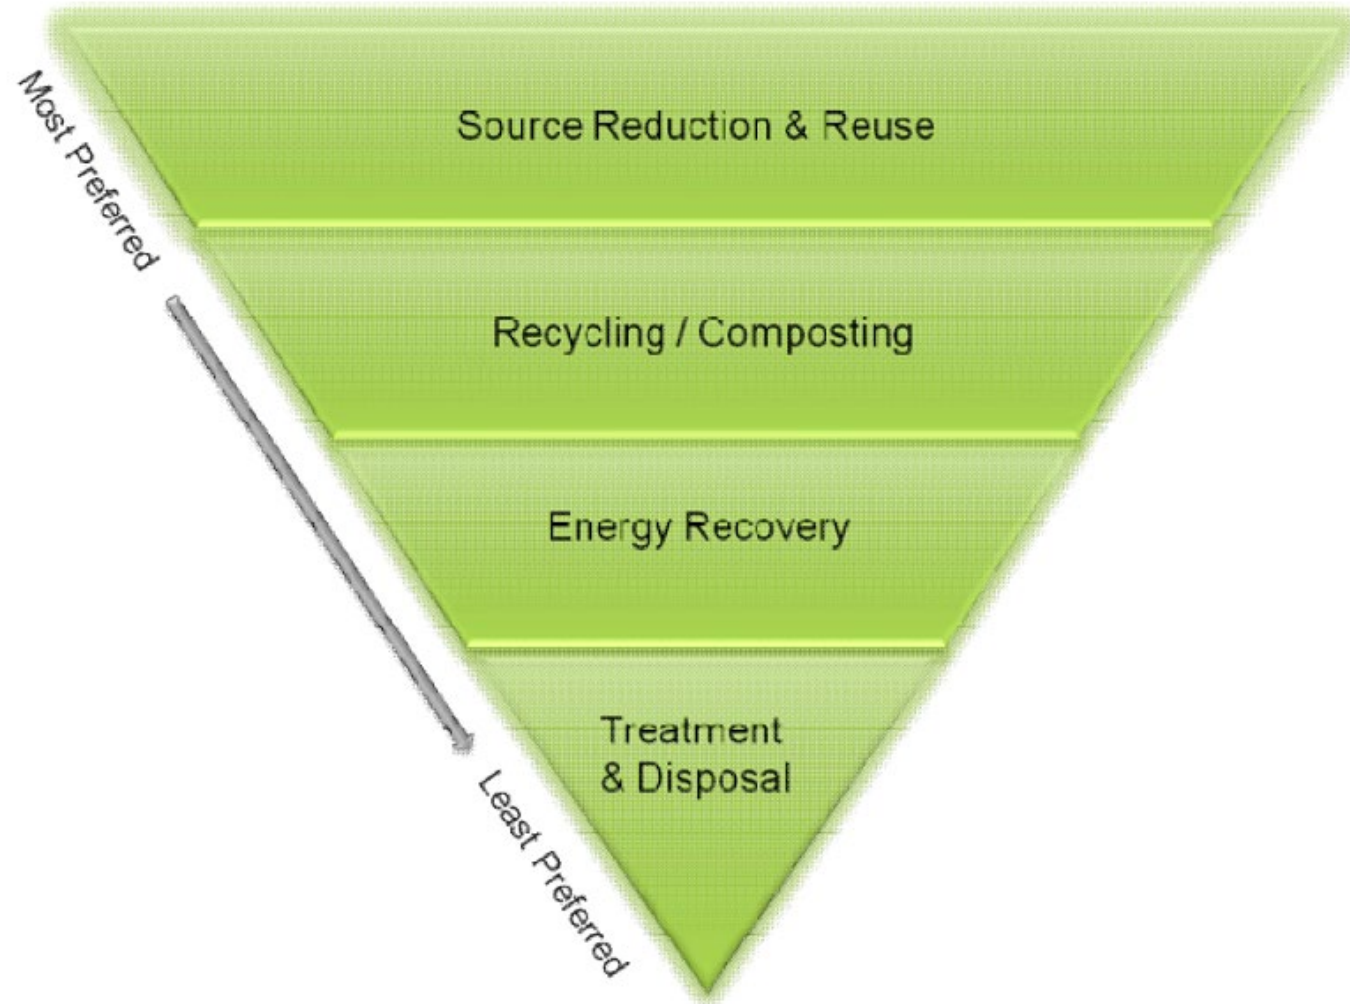 Most Preferred
Source Reduction & Reuse
Recycling / Composting
Energy Recovery
Treatment
& Disposal
Least Preferred